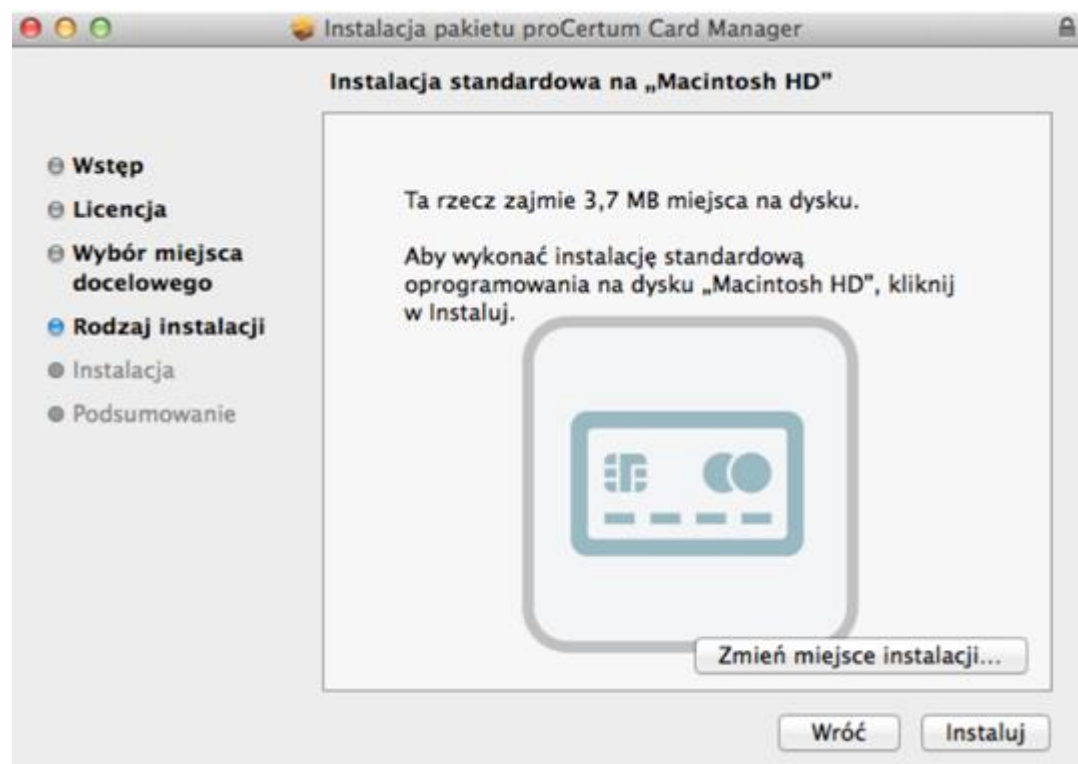 Instalacja pakietu proCertum Card Manager
Instalacja standardowa na „Macintosh HD”
Wstęp
Licencja
Wybór miejsca
docelowego
Rodzaj instalacji
Instalacja
Podsumowanie
Ta rzecz zajmie 3,7 MB miejsca na dysku.
Aby wykonać instalację standardową
oprogramowania na dysku „Macintosh HD”, kliknij
w Instaluj.
Zmień miejsce instalacji...
Wróć
Instaluj